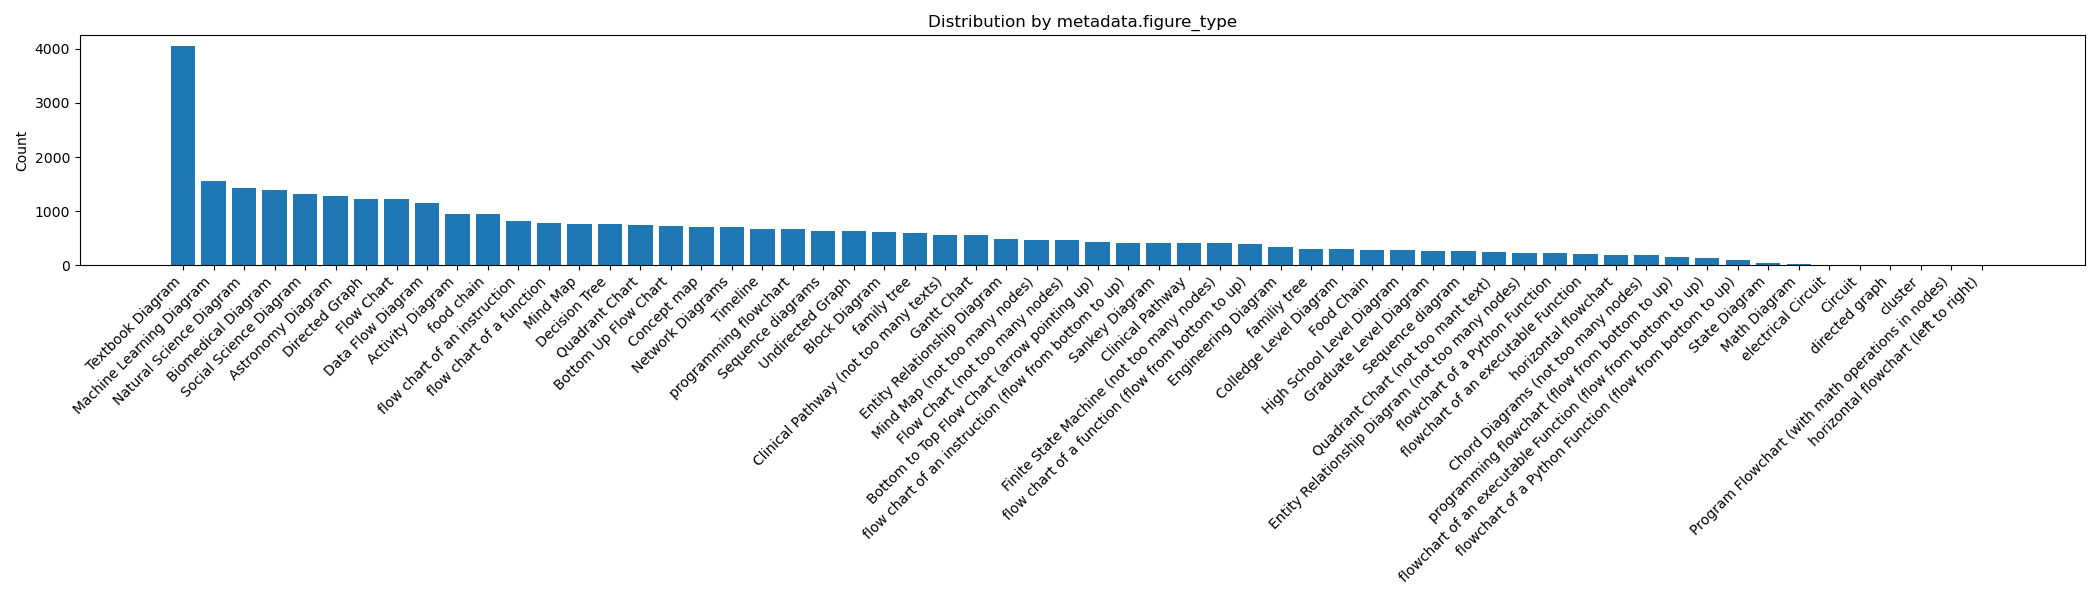 Distribution by metadata.figure_type
Count
4000
3000
2000
1000
0
Textbook Diagram
Machine Learning Diagram
Natural Science Diagram
Biomedical Diagram
Social Science Diagram
Astronomy Diagram
Directed Graph
Flow Chart
Data Flow Diagram
Activity Diagram
food chain
flow chart of an instruction
flow chart of a function
Mind Map
Decision Tree
Quadrant Chart
Bottom Up Flow Chart
Concept map
Network Diagrams
Timeline
programming flowchart
Sequence diagrams
Undirected Graph
Block Diagram
family tree
Clinical Pathway (not too many texts)
Gantt Chart
Entity Relationship Diagram
Mind Map (not too many nodes)
Flow Chart (not too many nodes)
Bottom to Top Flow Chart (arrow pointing up)
flow chart of an instruction (flow from bottom to up)
Sankey Diagram
Clinical Pathway
Finite State Machine (not too many nodes)
flow chart of a function (flow from bottom to up)
Engineering Diagram
familiy tree
Colledge Level Diagram
Food Chain
High School Level Diagram
Graduate Level Diagram
Sequence diagram
Quadrant Chart (not too mant text)
Entity Relationship Diagram (not too many nodes)
flowchart of a Python Function
flowchart of an executable Function
horizontal flowchart
Chord Diagrams (not too many nodes)
programming flowchart (flow from bottom to up)
flowchart of an executable Function (flow from bottom to up)
flowchart of a Python Function (flow from bottom to up)
State Diagram
Math Diagram
electrical Circuit
Circuit
directed graph
cluster
Program Flowchart (with math operations in nodes)
horizontal flowchart (left to right)